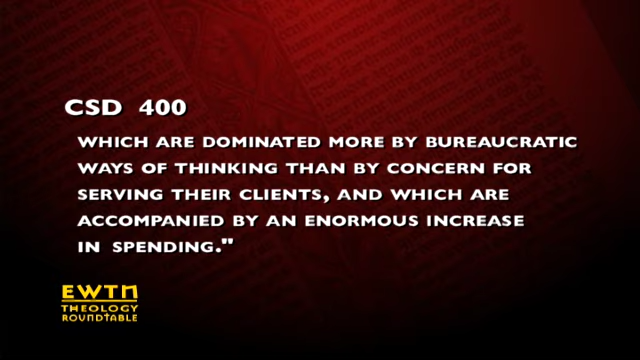 CSD 400
WHICH ARE DOMINATED MORE BY BUREAUCRATIC
WAYS OF THINKING THAN BY CONCERN FOR
SERVING THEIR CLIENTS, AND WHICH ARE
ACCOMPANIED BY AN ENORMOUS INCREASE
IN SPENDING."
EWTN
THEOLOGY
ROUNDTABLE